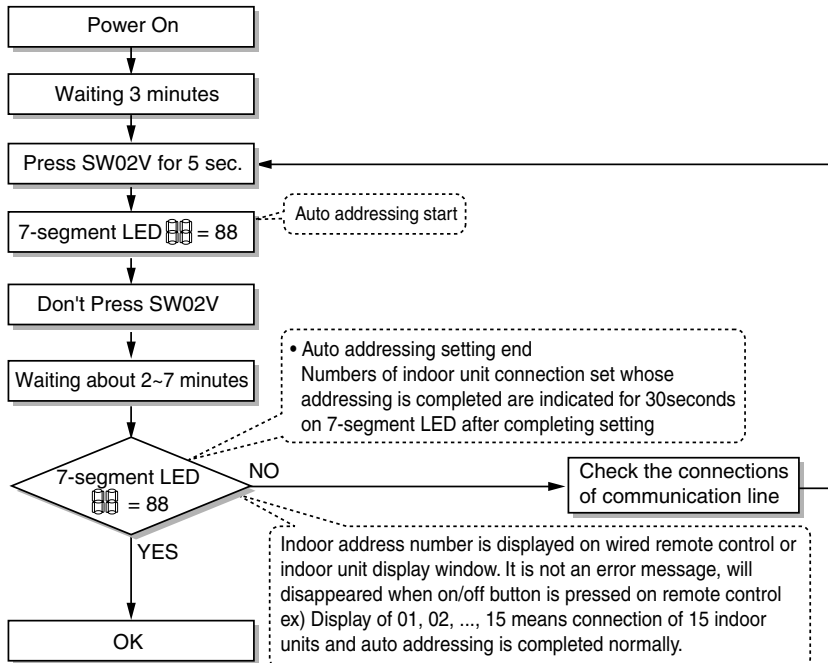 Power On
Waiting 3 minutes
Press SW02V for 5 sec.
7-segment LED 88 = 88
Auto addressing start
Don't Press SW02V
Waiting about 2~7 minutes
• Auto addressing setting end
Numbers of indoor unit connection set whose
addressing is completed are indicated for 30seconds
on 7-segment LED after completing setting
7-segment LED
88 = 88
NO
Check the connections
of communication line
YES
Indoor address number is displayed on wired remote control or
indoor unit display window. It is not an error message, will
disappeared when on/off button is pressed on remote control
ex) Display of 01, 02, ..., 15 means connection of 15 indoor
units and auto addressing is completed normally.
OK